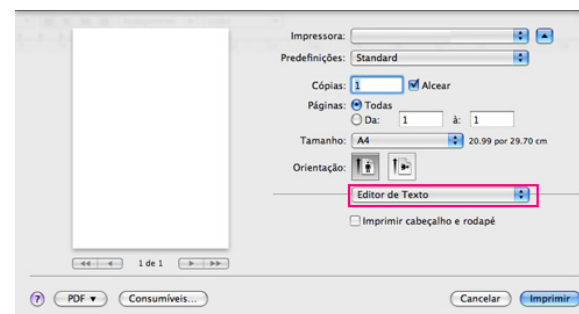 Impressora:
Predefinições: Standard
Cópias: 1 Alcear
Páginas: Todas
Da: 1 à: 1
Tamanho: A4 20.99 por 29.70 cm
Orientação:
Editor de Texto
Imprimir cabeçalho e rodapé
1 de 1
? PDF Consumíveis... Cancelar Imprimir